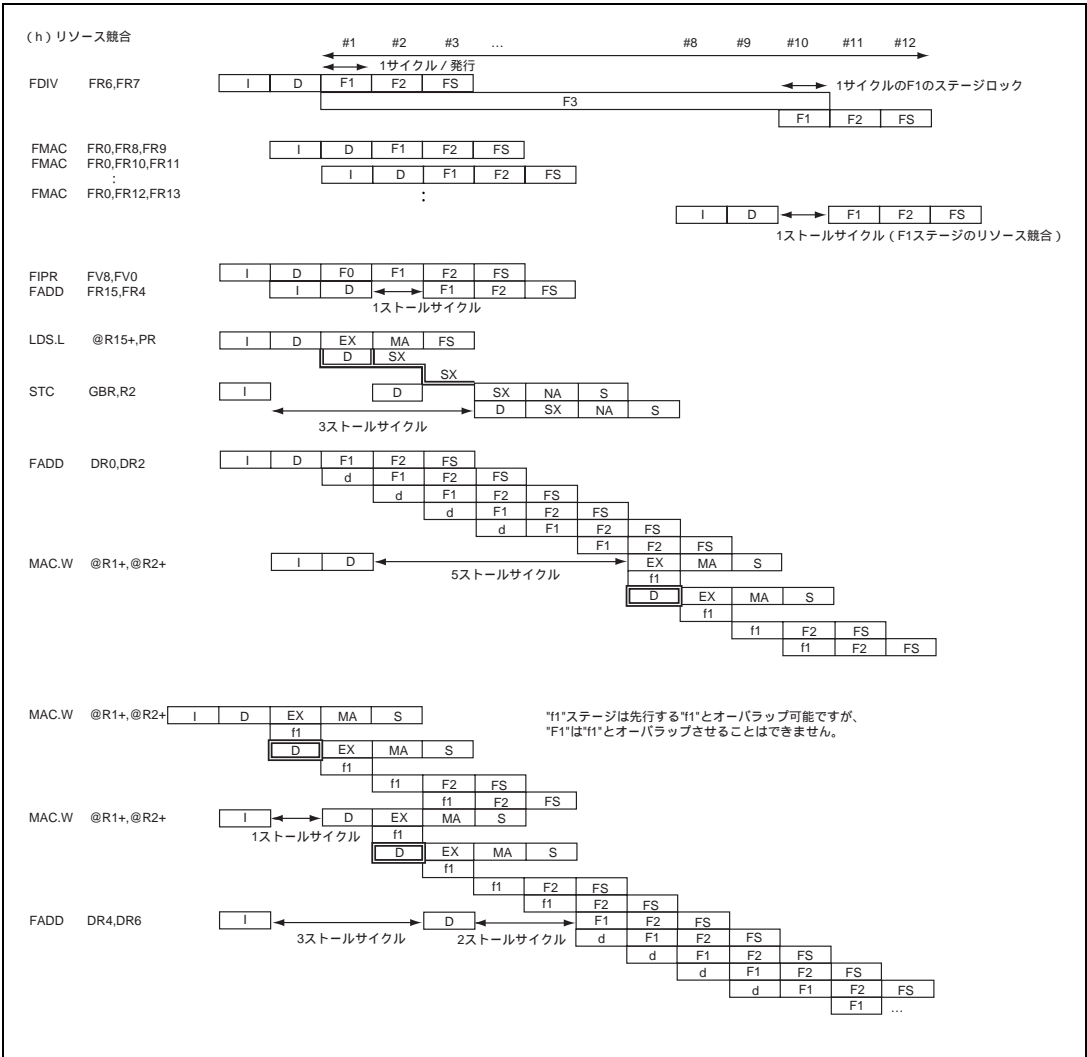 (h)リソース競合
#1 #2 #3 … #8 #9 #10 #11 #12
1サイクル/発行
FDIV FR6,FR7 I D F1 F2 FS 1サイクルのF1のステージロック
F3
F1 F2 FS
FMAC FR0,FR8,FR9 I D F1 F2 FS
FMAC FR0,FR10,FR11 I D F1 F2 FS
: :
FMAC FR0,FR12,FR13
I D F1 F2 FS
1ストールサイクル(F1ステージのリソース競合)
FIPR FV8,FV0 I D F0 F1 F2 FS
FADD FR15,FR4 I D F1 F2 FS
1ストールサイクル
LDS.L @R15+,PR I D EX MA FS
D SX
SX
STC GBR,R2 I D SX NA S
D SX NA S
3ストールサイクル
FADD DR0,DR2 I D F1 F2 FS
d F1 F2 FS
d F1 F2 FS
d F1 F2 FS
d F1 F2 FS
F1 F2 FS
MAC.W @R1+,@R2+ I D EX MA S
5ストールサイクル f1
D EX MA S
f1
f1 F2 FS
f1 F2 FS
MAC.W @R1+,@R2+ I D EX MA S
"f1"ステージは先行する"f1"とオーバラップ可能ですが、
"F1"は"f1"とオーバラップさせることはできません。
f1
D EX MA S
f1
f1 F2 FS
f1 F2 FS
MAC.W @R1+,@R2+ I D EX MA S
1ストールサイクル f1
D EX MA S
f1
f1 F2 FS
f1 F2 FS
FADD DR4,DR6 I D F1 F2 FS
3ストールサイクル 2ストールサイクル d F1 F2 FS
d F1 F2 FS
d F1 F2 FS
d F1 F2 FS
F1 …